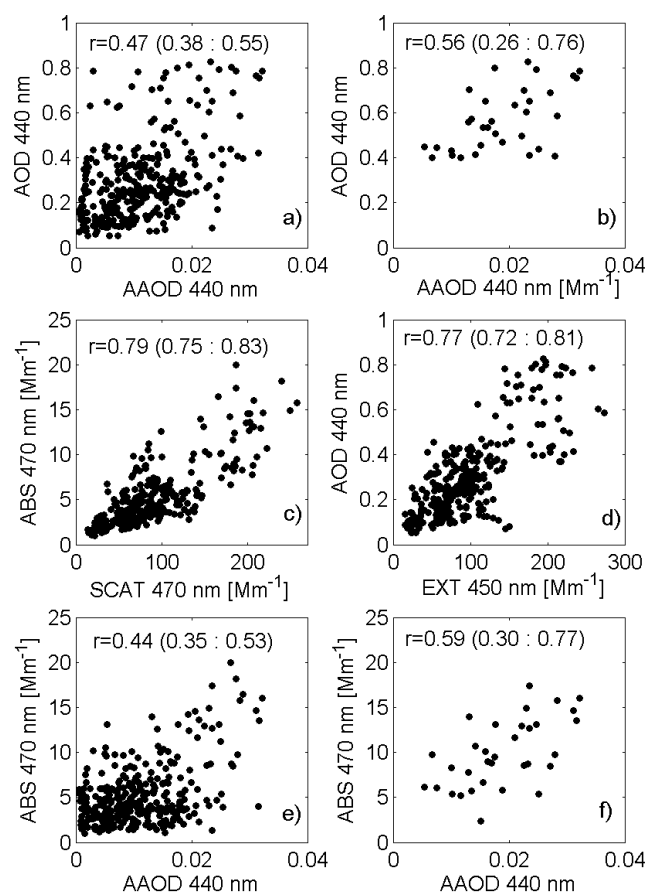 1
0.8
0.6
0.4
0.2
0
AOD 440 nm
r=0.47 (0.38 : 0.55)
a)
0
0.02
0.04
AAOD 440 nm
1
0.8
0.6
0.4
0.2
0
AOD 440 nm
r=0.56 (0.26 : 0.76)
b)
0
0.02
0.04
AAOD 440 nm [Mm⁻¹]
25
20
15
10
5
0
ABS 470 nm [Mm⁻¹]
r=0.79 (0.75 : 0.83)
c)
0
100
200
SCAT 470 nm [Mm⁻¹]
1
0.8
0.6
0.4
0.2
0
AOD 440 nm
r=0.77 (0.72 : 0.81)
d)
0
100
200
300
EXT 450 nm [Mm⁻¹]
25
20
15
10
5
0
ABS 470 nm [Mm⁻¹]
r=0.44 (0.35 : 0.53)
e)
0
0.02
0.04
AAOD 440 nm
25
20
15
10
5
0
ABS 470 nm [Mm⁻¹]
r=0.59 (0.30 : 0.77)
f)
0
0.02
0.04
AAOD 440 nm